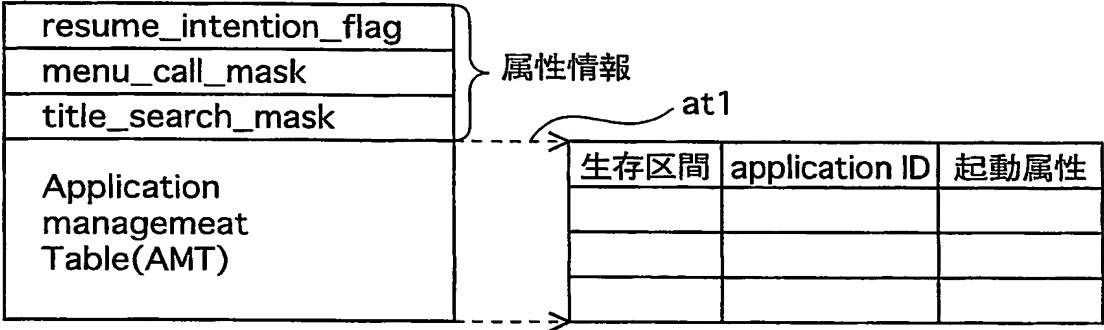 resume_intention_flag
menu_call_mask
title_search_mask
属性情報
at1
Application
managemeat
Table(AMT)
生存区間 application ID 起動属性